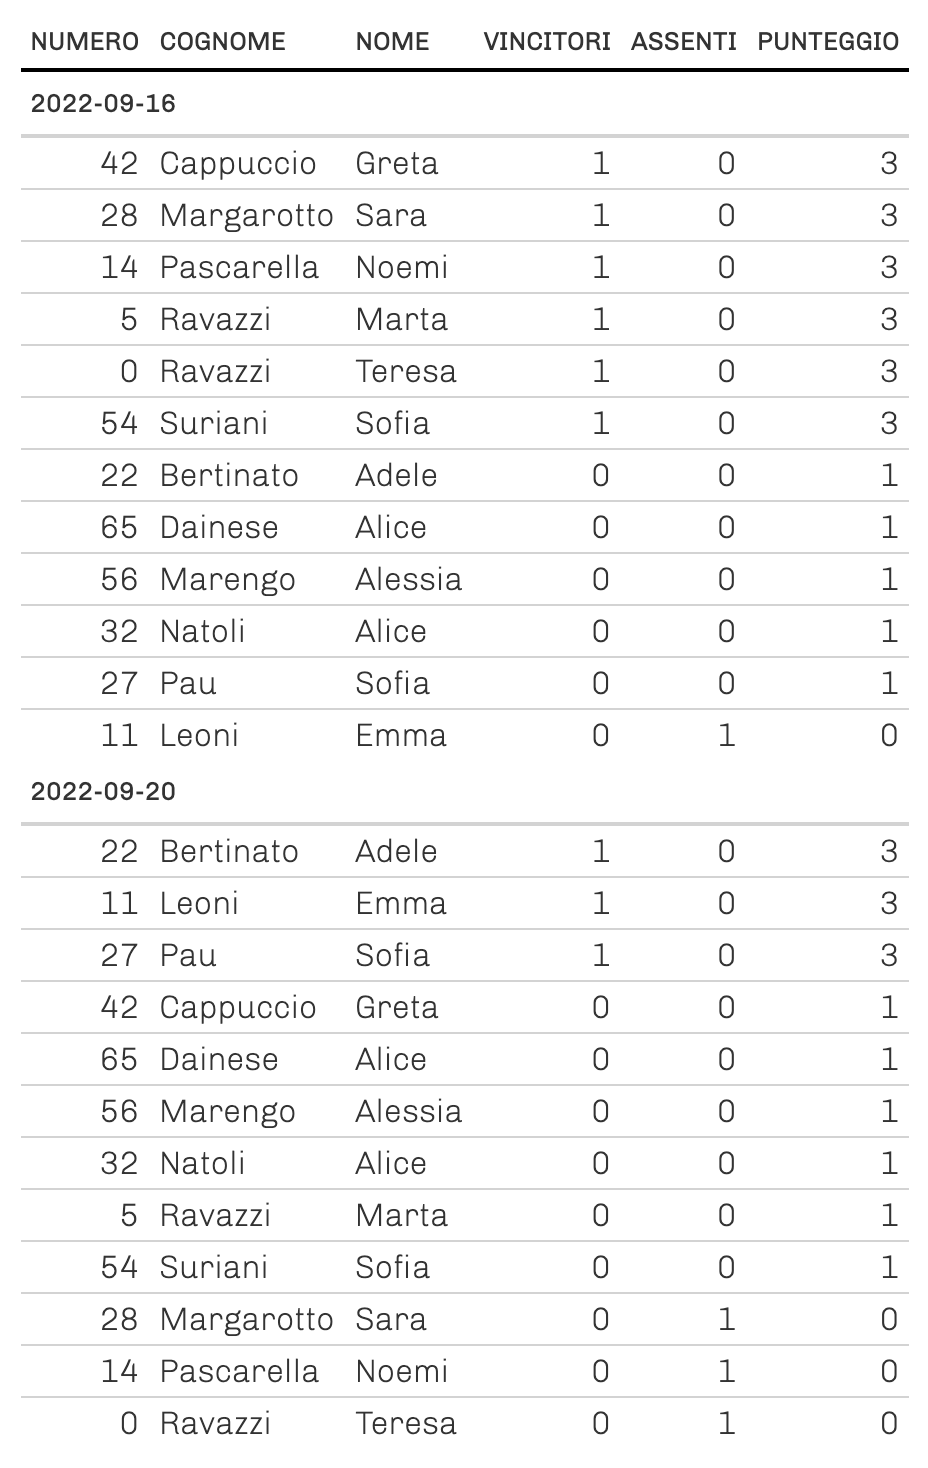 NUMERO COGNOME NOME VINCITORI ASSENTI PUNTEGGIO
2022-09-16
42 Cappuccio Greta 1 0 3
28 Margarotto Sara 1 0 3
14 Pascarella Noemi 1 0 3
5 Ravazzi Marta 1 0 3
0 Ravazzi Teresa 1 0 3
54 Suriani Sofia 1 0 3
22 Bertinato Adele 0 0 1
65 Dainese Alice 0 0 1
56 Marengo Alessia 0 0 1
32 Natoli Alice 0 0 1
27 Pau Sofia 0 0 1
11 Leoni Emma 0 1 0
2022-09-20
22 Bertinato Adele 1 0 3
11 Leoni Emma 1 0 3
27 Pau Sofia 1 0 3
42 Cappuccio Greta 0 0 1
65 Dainese Alice 0 0 1
56 Marengo Alessia 0 0 1
32 Natoli Alice 0 0 1
5 Ravazzi Marta 0 0 1
54 Suriani Sofia 0 0 1
28 Margarotto Sara 0 1 0
14 Pascarella Noemi 0 1 0
0 Ravazzi Teresa 0 1 0